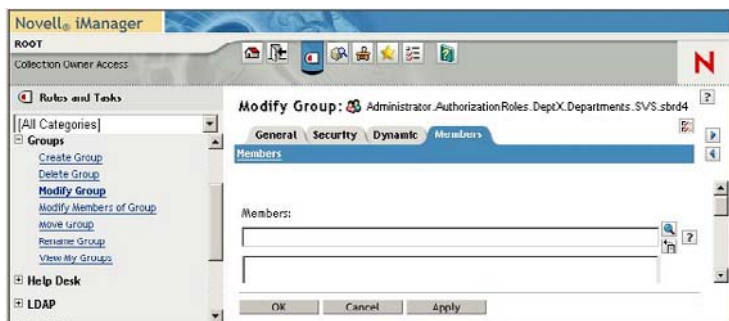 Novell® iManager
ROOT
Collection Owner Access
Roles and Tasks
[All Categories]
Groups
Create Group
Delete Group
Modify Group
Modify Members of Group
Move Group
Rename Group
View My Groups
Help Desk
LDAP
N
Modify Group: Administrator.AuthorizationRoles.DeptX.Departments.SVS.sbrd4
?
General Security Dynamic Members
Members
Members:
?
OK Cancel Apply